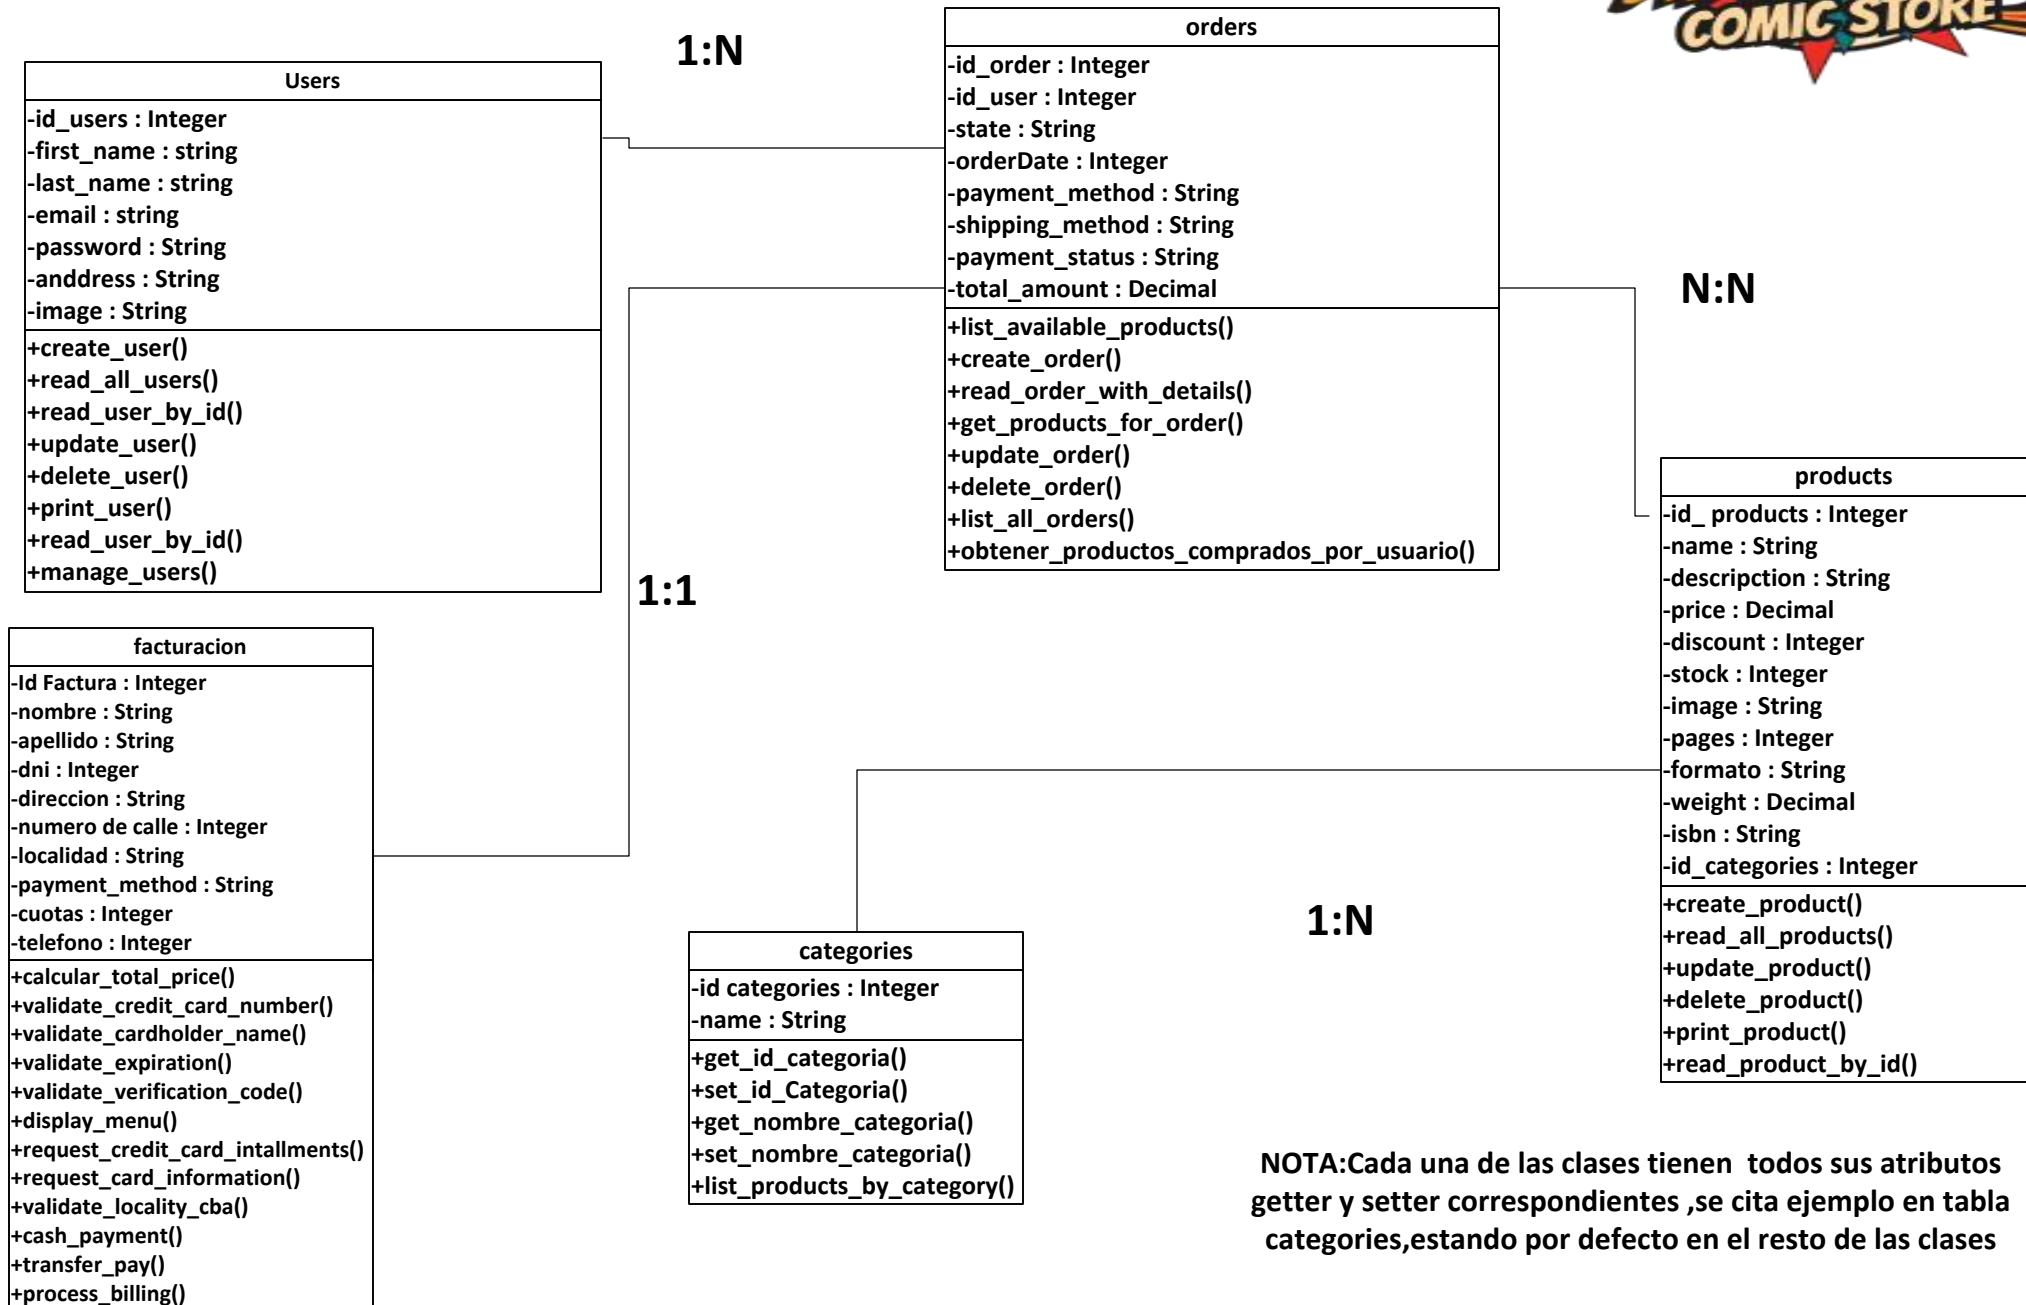 COMIC STORE
1:N
Users
-id_users : Integer
-first_name : string
-last_name : string
-email : string
-password : String
-anddress : String
-image : String
+create_user()
+read_all_users()
+read_user_by_id()
+update_user()
+delete_user()
+print_user()
+read_user_by_id()
+manage_users()
orders
-id_order : Integer
-id_user : Integer
-state : String
-orderDate : Integer
-payment_method : String
-shipping_method : String
-payment_status : String
-total_amount : Decimal
+list_available_products()
+create_order()
+read_order_with_details()
+get_products_for_order()
+update_order()
+delete_order()
+list_all_orders()
+obtener_productos_comprados_por_usuario()
N:N
1:1
products
-id_ products : Integer
-name : String
-descripction : String
-price : Decimal
-discount : Integer
-stock : Integer
-image : String
-pages : Integer
-formato : String
-weight : Decimal
-isbn : String
-id_categories : Integer
+create_product()
+read_all_products()
+update_product()
+delete_product()
+print_product()
+read_product_by_id()
facturacion
-Id Factura : Integer
-nombre : String
-apellido : String
-dni : Integer
-direccion : String
-numero de calle : Integer
-localidad : String
-payment_method : String
-cuotas : Integer
-telefono : Integer
+calcular_total_price()
+validate_credit_card_number()
+validate_cardholder_name()
+validate_expiration()
+validate_verification_code()
+display_menu()
+request_credit_card_intallments()
+request_card_information()
+validate_locality_cba()
+cash_payment()
+transfer_pay()
+process_billing()
1:N
categories
-id categories : Integer
-name : String
+get_id_categoria()
+set_id_Categoria()
+get_nombre_categoria()
+set_nombre_categoria()
+list_products_by_category()
NOTA:Cada una de las clases tienen todos sus atributos
getter y setter correspondientes ,se cita ejemplo en tabla
categories,estando por defecto en el resto de las clases